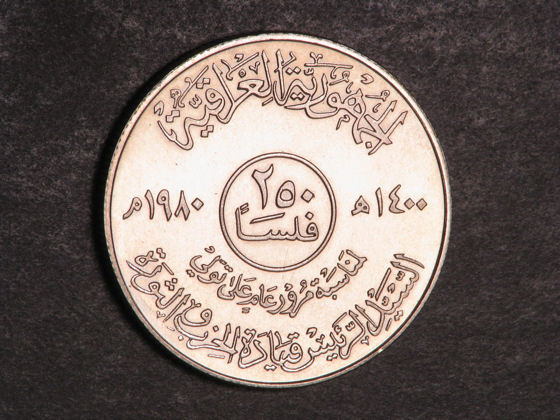 الجمهورية العراقية
٢٥٠
فلساً
١٤٠٠هـ
١٩٨٠م
لمناسبة مرور عام على تولي
السيد الرئيس قيادة الحزب والثورة